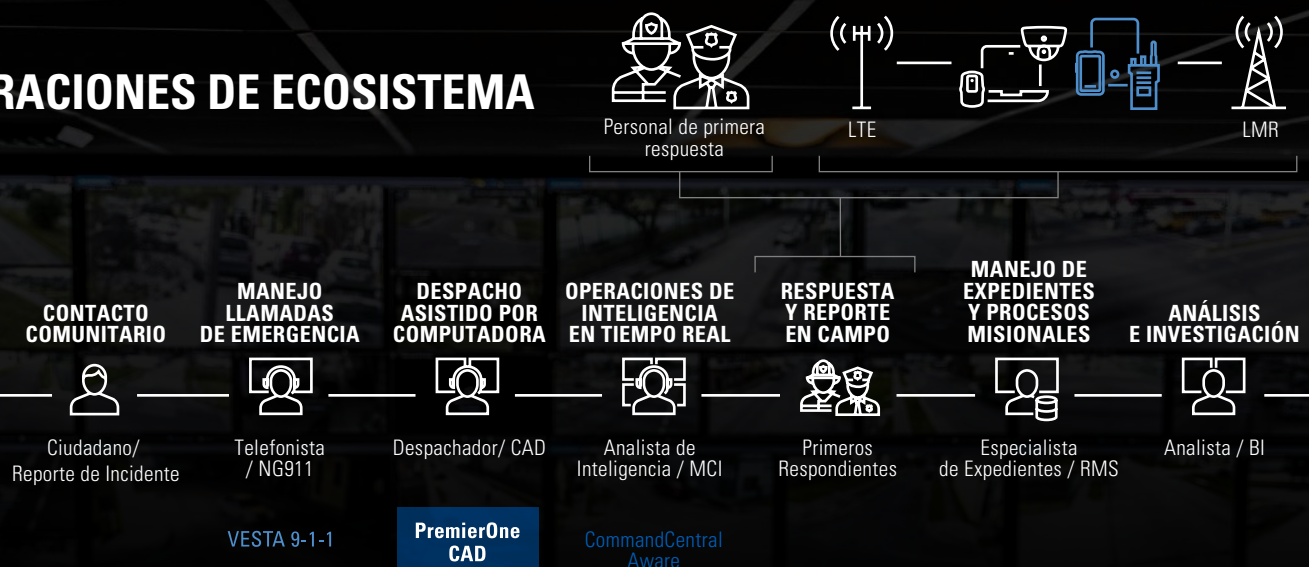 RACIONES DE ECOSISTEMA
Personal de primera
respuesta
LTE
LMR
CONTACTO
COMUNITARIO
MANEJO
LLAMADAS
DE EMERGENCIA
DESPACHO
ASISTIDO POR
COMPUTADORA
OPERACIONES DE
INTELIGENCIA
EN TIEMPO REAL
RESPUESTA
Y REPORTE
EN CAMPO
MANEJO DE
EXPEDIENTES
Y PROCESOS
MISIONALES
ANÁLISIS
E INVESTIGACIÓN
Ciudadano/
Reporte de Incidente
Telefonista
/ NG911
Despachador/ CAD
Analista de
Inteligencia / MCI
Primeros
Respondientes
Especialista
de Expedientes / RMS
Analista / BI
VESTA 9-1-1
PremierOne
CAD
CommandCentral
Aware